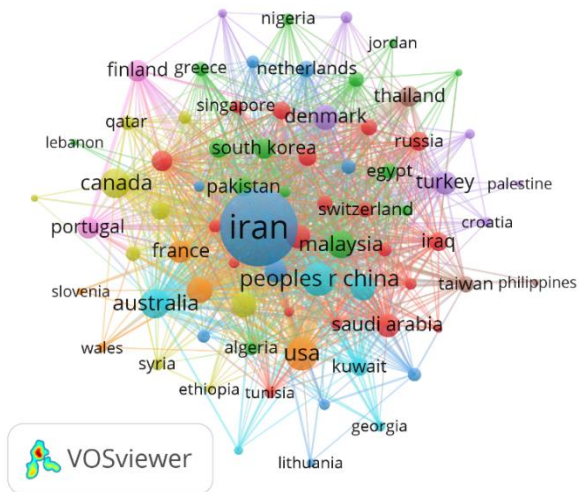 nigeria
jordan
finland
greece
netherlands
thailand
singapore
denmark
qatar
russia
lebanon
south korea
egypt
canada
pakistan
turkey
palestine
switzerland
iran
croatia
portugal
malaysia
iraq
france
peoples r china
taiwan
philippines
slovenia
australia
saudi arabia
wales
algeria
usa
syria
kuwait
ethiopia
tunisia
georgia
lithuania
VOSviewer